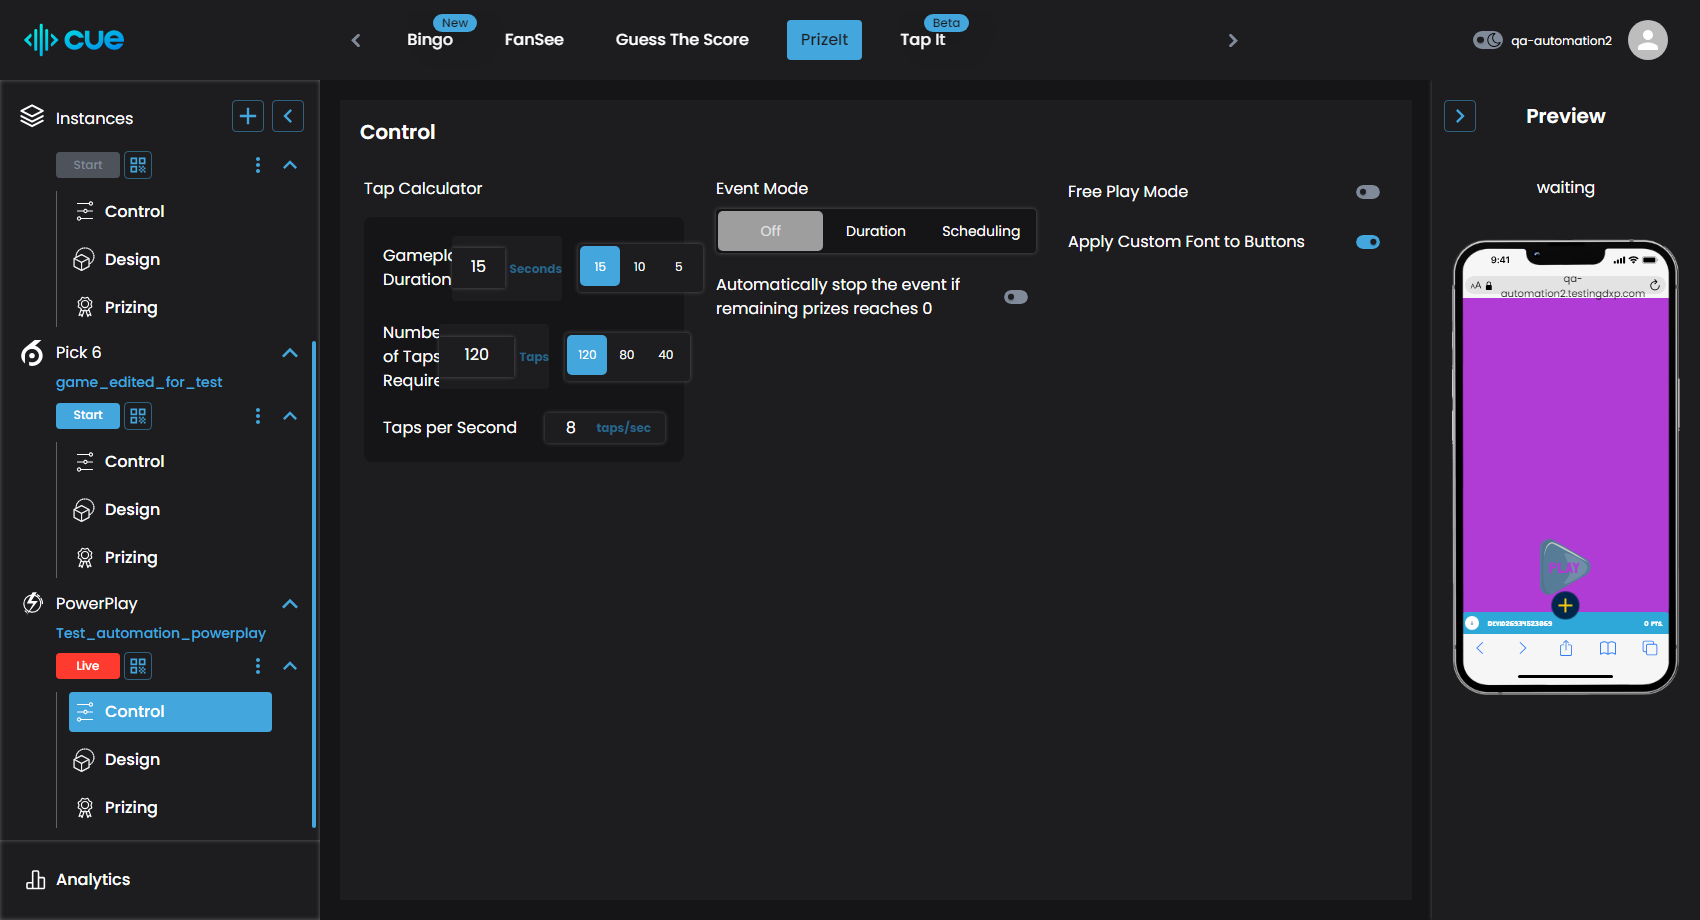 cue
New
Bingo
FanSee
Guess The Score
PrizeIt
Beta
Tap It
qa-automation2
Instances
Start
Control
Design
Prizing
Pick 6
game_edited_for_test
Start
Control
Design
Prizing
PowerPlay
Test_automation_powerplay
Live
Control
Design
Prizing
Analytics
Control
Tap Calculator
Gamepla
Duration
15
Seconds
15
10
5
Numbe
of Taps
Require
120
Taps
120
80
40
Taps per Second
8
taps/sec
Event Mode
Off
Duration
Scheduling
Automatically stop the event if
remaining prizes reaches 0
Free Play Mode
Apply Custom Font to Buttons
Preview
waiting
9:41
AA
qa-
automation2.testingdxp.com
PLAY
0 PTS.